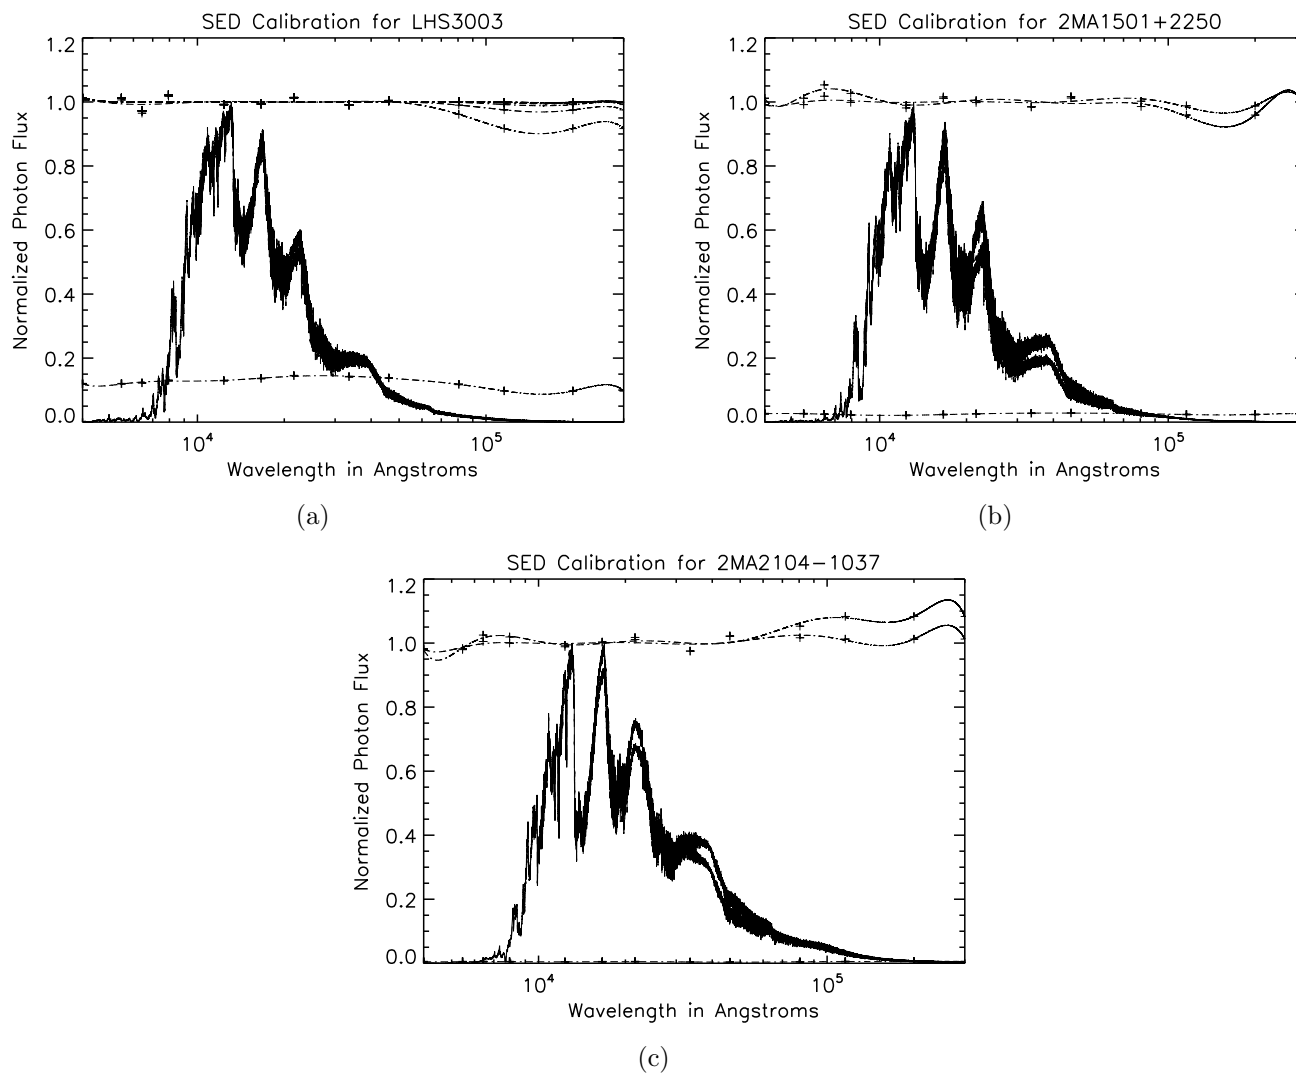 SED Calibration for LHS3003
1.2
1.0
0.8
0.6
0.4
0.2
0.0
Normalized Photon Flux
10⁴
10⁵
Wavelength in Angstroms
(a)
SED Calibration for 2MA1501+2250
1.2
1.0
0.8
0.6
0.4
0.2
0.0
Normalized Photon Flux
10⁴
10⁵
Wavelength in Angstroms
(b)
SED Calibration for 2MA2104−1037
1.2
1.0
0.8
0.6
0.4
0.2
0.0
Normalized Photon Flux
10⁴
10⁵
Wavelength in Angstroms
(c)